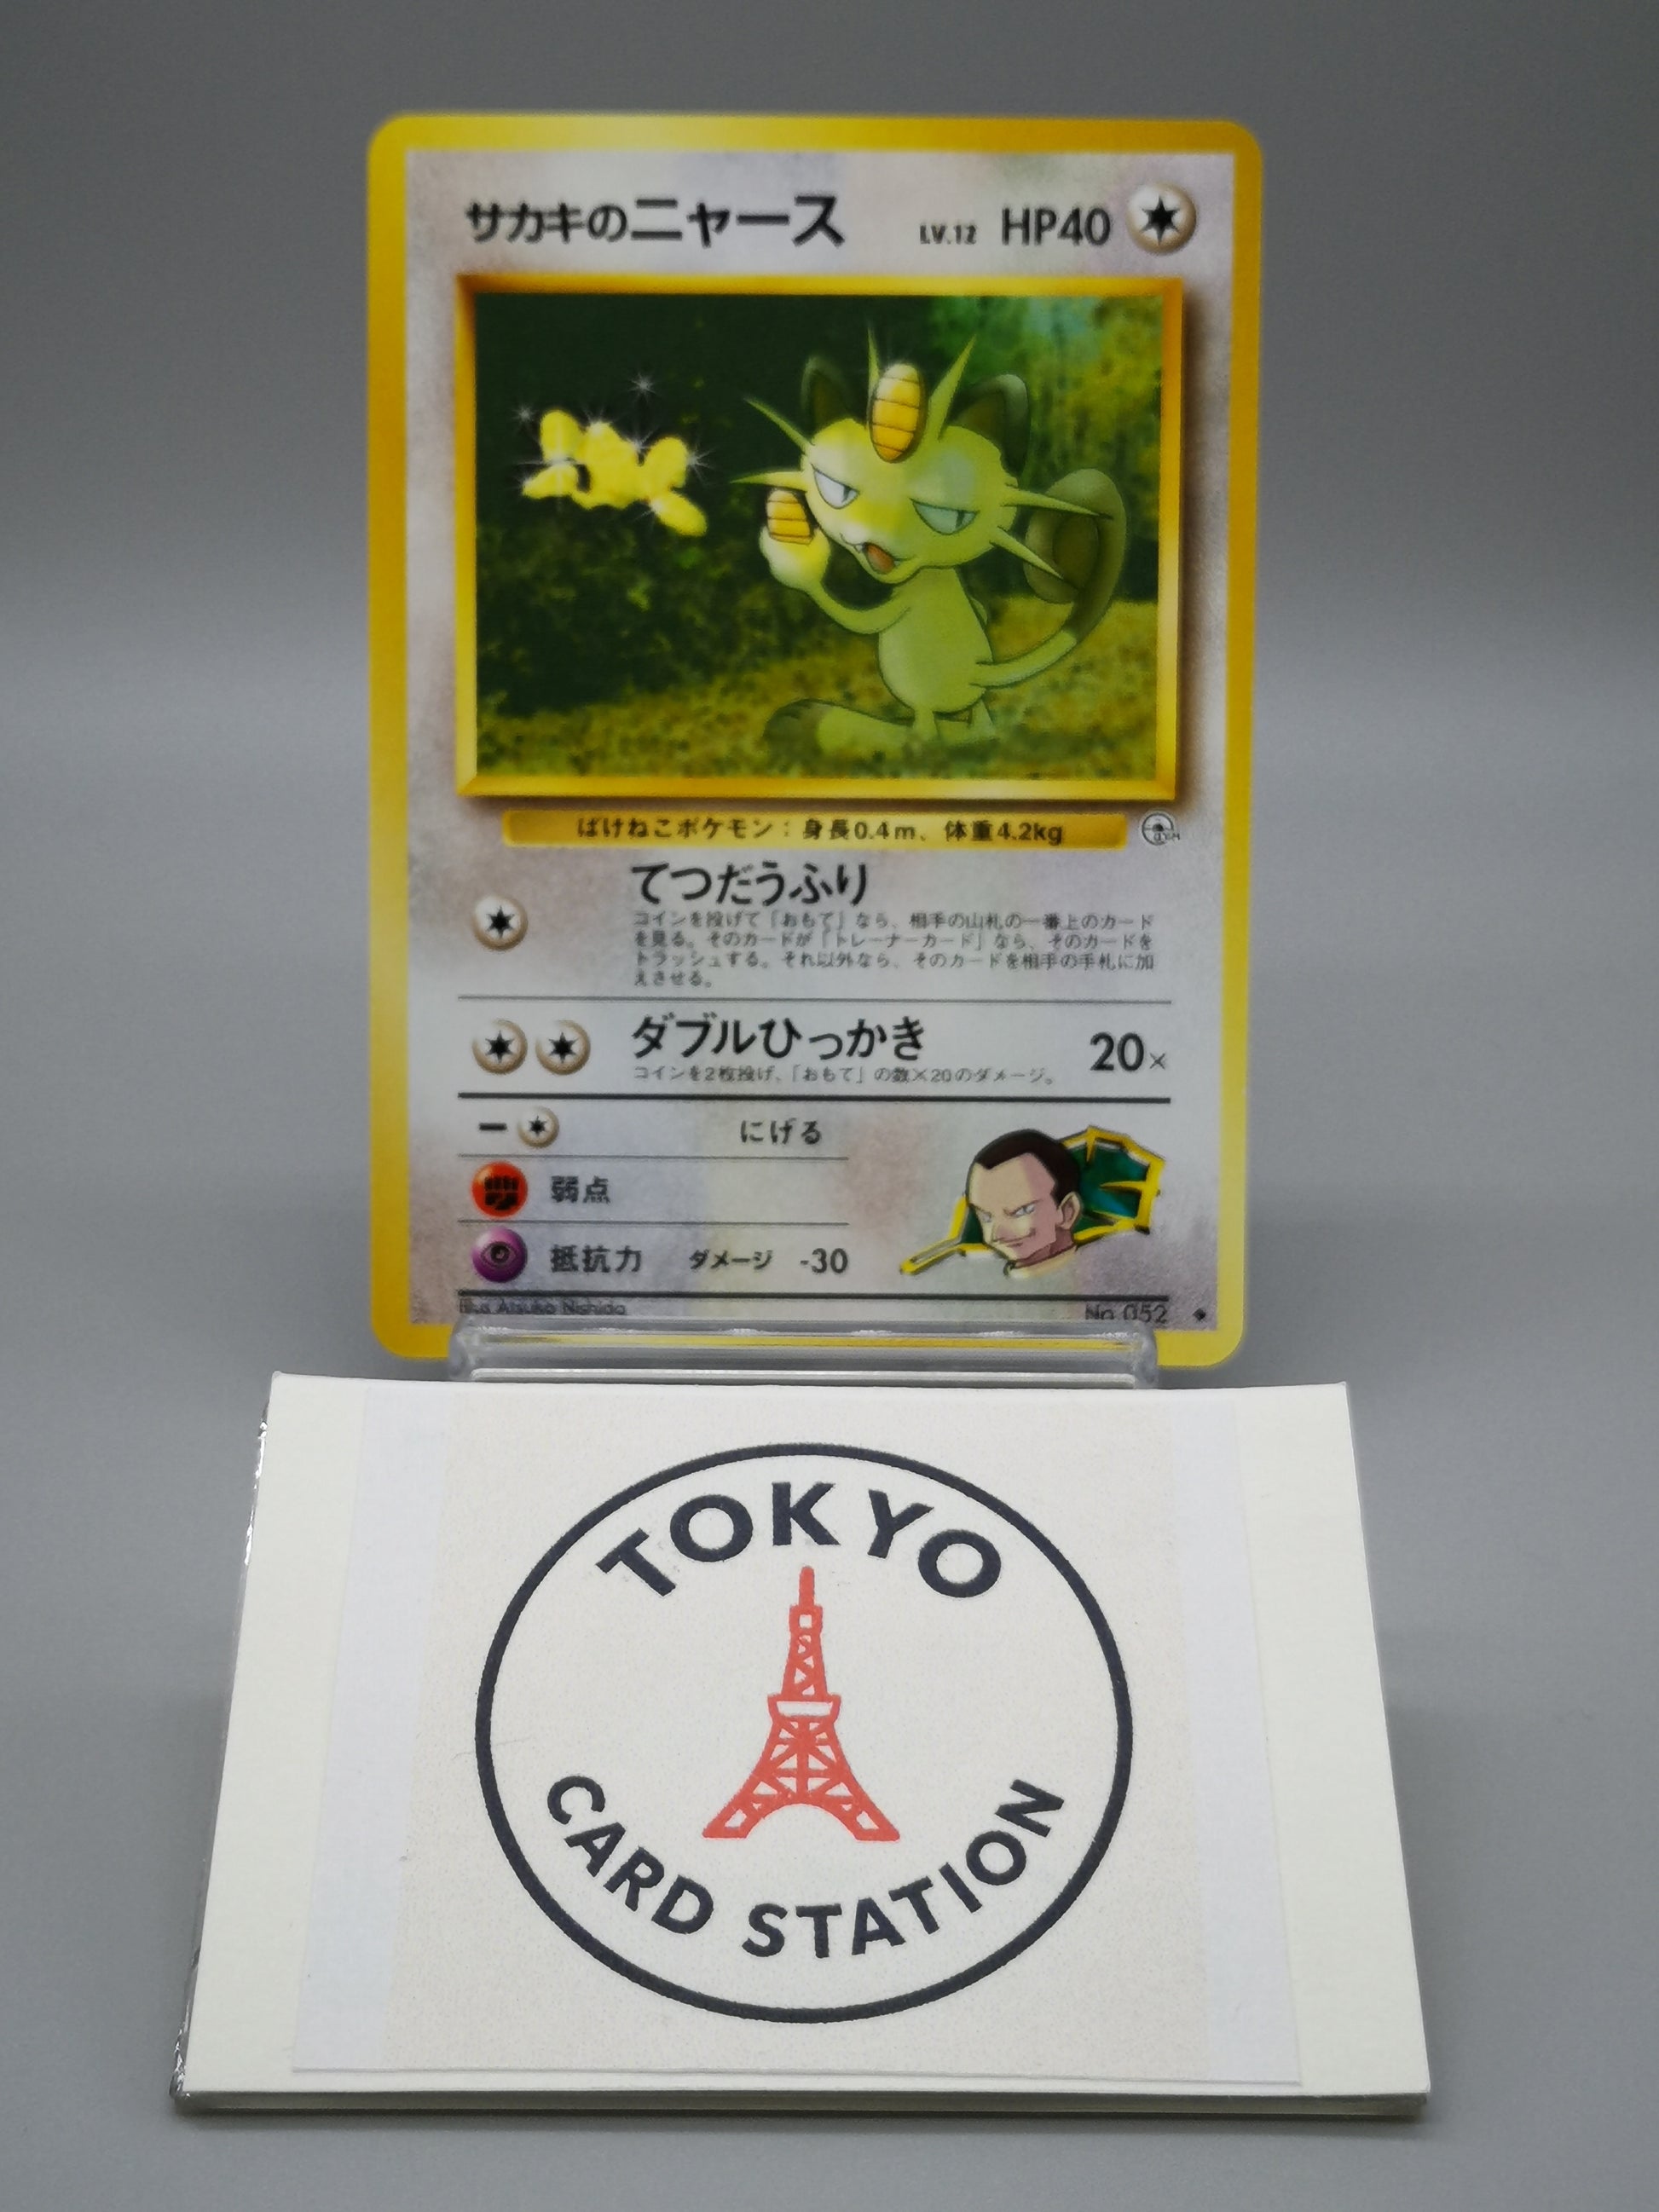 サカキのニャース LV.12 HP40
ばけねこポケモン：身長0.4m、体重4.2kg
てつだうふり
コインを投げて「おもて」なら、相手の山札の一番上のカード
を見る。そのカードが「トレーナーカード」なら、そのカードを
トラッシュする。それ以外なら、そのカードを相手の手札に加
えさせる。
ダブルひっかき 20×
コインを2枚投げ、「おもて」の数×20のダメージ。
ー にげる
弱点
抵抗力 ダメージ -30
Illus. Atsuko Nishida No.052
TOKYO
CARD STATION